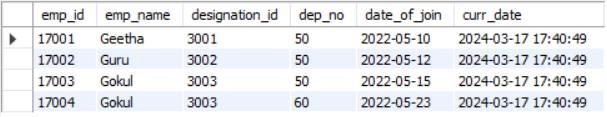 emp_id emp_name designation_id dep_no date_of_join curr_date
17001 Geetha 3001 50 2022-05-10 2024-03-17 17:40:49
17002 Guru 3002 50 2022-05-12 2024-03-17 17:40:49
17003 Gokul 3003 50 2022-05-15 2024-03-17 17:40:49
17004 Gokul 3003 60 2022-05-23 2024-03-17 17:40:49